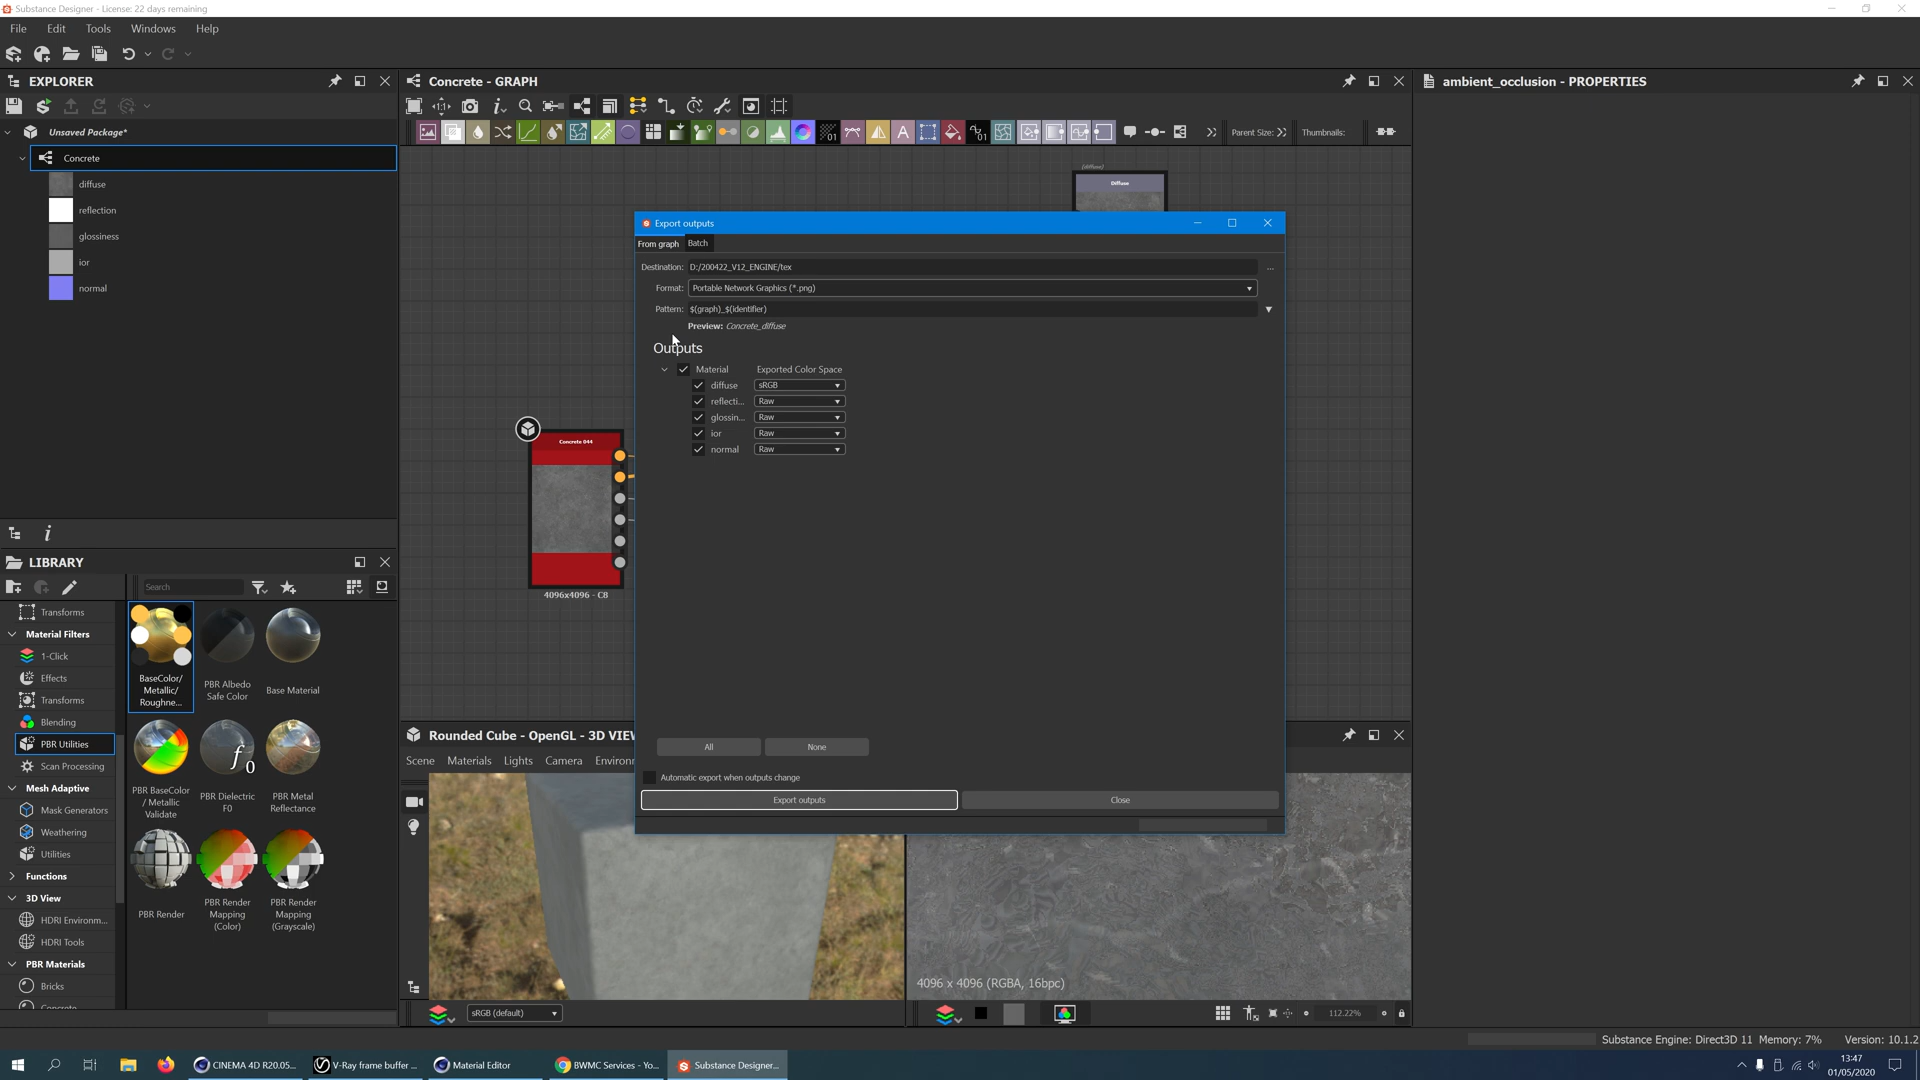 Substance Designer - License: 22 days remaining
File Edit Tools Windows Help
EXPLORER
Unsaved Package*
Concrete
diffuse
reflection
glossiness
ior
normal
LIBRARY
Search
Transforms
Material Filters
1-Click
Effects
Transforms
Blending
PBR Utilities
Scan Processing
Mesh Adaptive
Mask Generators
Weathering
Utilities
Functions
3D View
HDRI Environm...
HDRI Tools
PBR Materials
Bricks
Concrete
BaseColor/
Metallic/
Roughne...
PBR Albedo
Safe Color
Base Material
PBR BaseColor
/ Metallic
Validate
PBR Dielectric
F0
PBR Metal
Reflectance
PBR Render
PBR Render
Mapping
(Color)
PBR Render
Mapping
(Grayscale)
Concrete - GRAPH
Parent Size: Thumbnails:
(diffuse)
Diffuse
Concrete 044
4096x4096 - C8
Export outputs
From graph Batch
Destination: D:/200422_V12_ENGINE/tex ...
Format: Portable Network Graphics (*.png)
Pattern: $(graph)_$(identifier)
Preview: Concrete_diffuse
Outputs
Material Exported Color Space
diffuse sRGB
reflecti... Raw
glossin... Raw
ior Raw
normal Raw
All None
Automatic export when outputs change
Export outputs Close
Rounded Cube - OpenGL - 3D VIEW
Scene Materials Lights Camera Environ
sRGB (default)
4096 x 4096 (RGBA, 16bpc)
112.22%
ambient_occlusion - PROPERTIES
Substance Engine: Direct3D 11 Memory: 7% Version: 10.1.2
CINEMA 4D R20.05... V-Ray frame buffer ... Material Editor BWMC Services - Yo... Substance Designer...
13:47
01/05/2020